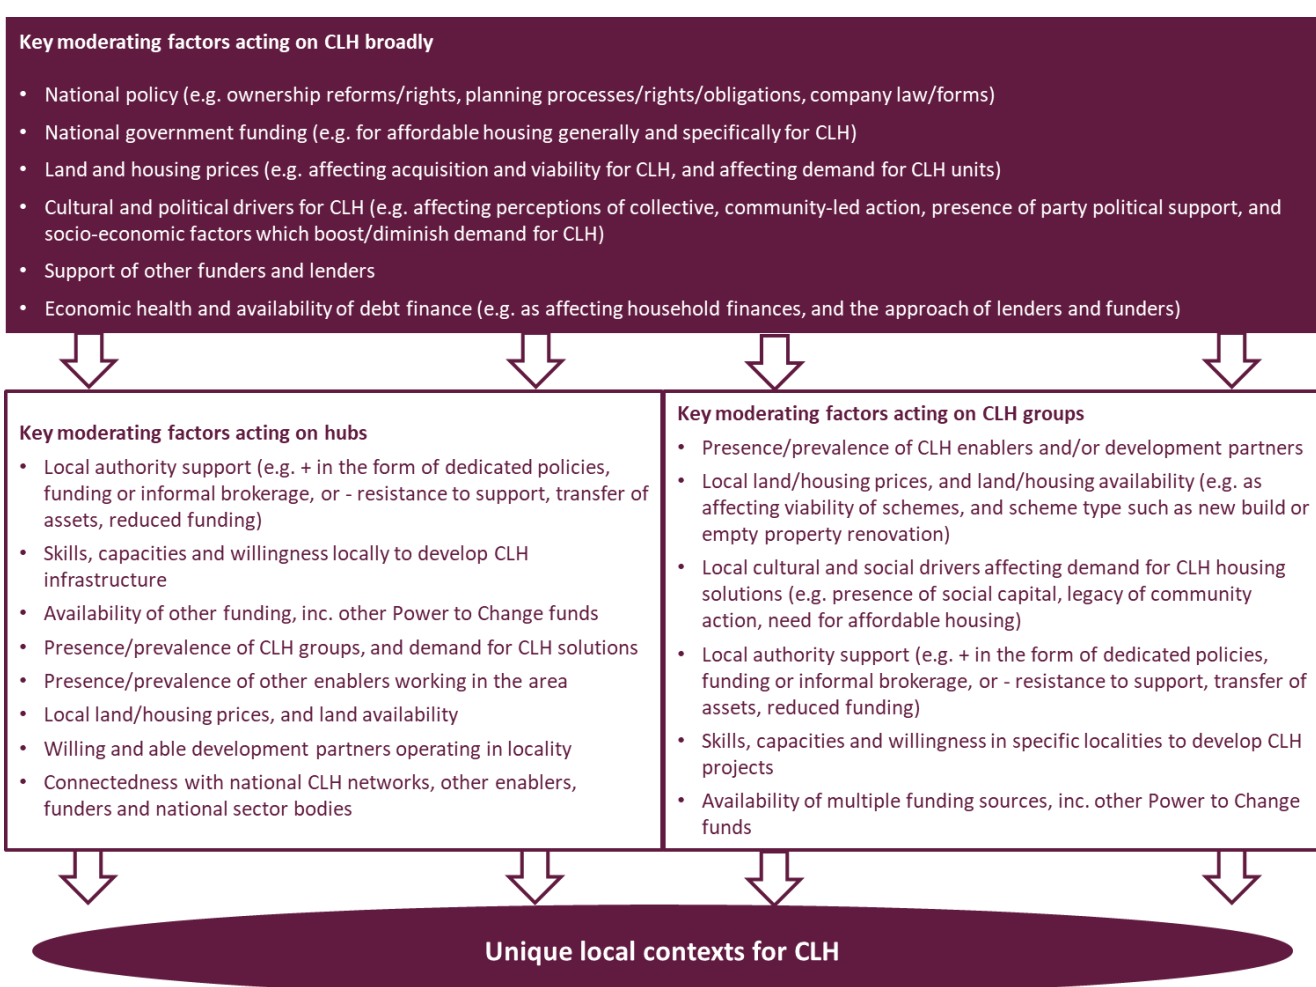 Key moderating factors acting on CLH broadly
• National policy (e.g. ownership reforms/rights, planning processes/rights/obligations, company law/forms)
• National government funding (e.g. for affordable housing generally and specifically for CLH)
• Land and housing prices (e.g. affecting acquisition and viability for CLH, and affecting demand for CLH units)
• Cultural and political drivers for CLH (e.g. affecting perceptions of collective, community-led action, presence of party political support, and
socio-economic factors which boost/diminish demand for CLH)
• Support of other funders and lenders
• Economic health and availability of debt finance (e.g. as affecting household finances, and the approach of lenders and funders)
Key moderating factors acting on hubs
• Local authority support (e.g. + in the form of dedicated policies,
funding or informal brokerage, or - resistance to support, transfer of
assets, reduced funding)
• Skills, capacities and willingness locally to develop CLH
infrastructure
• Availability of other funding, inc. other Power to Change funds
• Presence/prevalence of CLH groups, and demand for CLH solutions
• Presence/prevalence of other enablers working in the area
• Local land/housing prices, and land availability
• Willing and able development partners operating in locality
• Connectedness with national CLH networks, other enablers,
funders and national sector bodies
Key moderating factors acting on CLH groups
• Presence/prevalence of CLH enablers and/or development partners
• Local land/housing prices, and land/housing availability (e.g. as
affecting viability of schemes, and scheme type such as new build or
empty property renovation)
• Local cultural and social drivers affecting demand for CLH housing
solutions (e.g. presence of social capital, legacy of community
action, need for affordable housing)
• Local authority support (e.g. + in the form of dedicated policies,
funding or informal brokerage, or - resistance to support, transfer of
assets, reduced funding)
• Skills, capacities and willingness in specific localities to develop CLH
projects
• Availability of multiple funding sources, inc. other Power to Change
funds
Unique local contexts for CLH